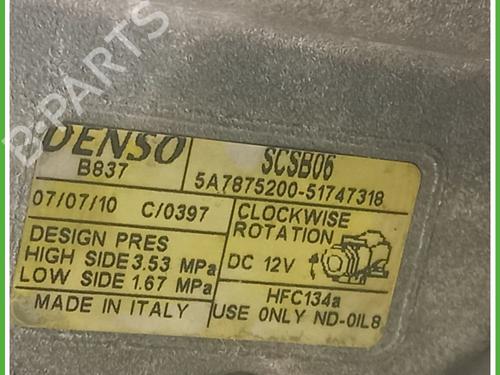 B-PARTS
DENSO
B837
SCSB06
5A7875200-51747318
07/07/10 C/0397
CLOCKWISE
ROTATION
DESIGN PRES
HIGH SIDE 3.53 MPa
LOW SIDE 1.67 MPa
DC 12V
HFC134a
MADE IN ITALY
USE ONLY ND-OIL8